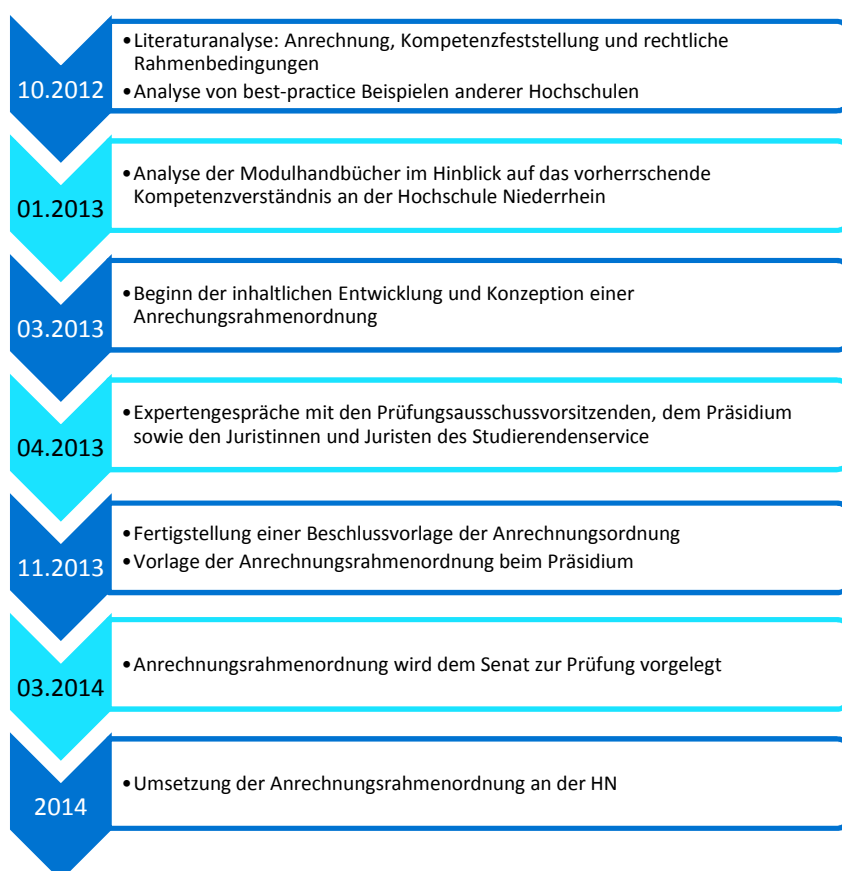 10.2012
•Literaturanalyse: Anrechnung, Kompetenzfeststellung und rechtliche
Rahmenbedingungen
•Analyse von best-practice Beispielen anderer Hochschulen
01.2013
•Analyse der Modulhandbücher im Hinblick auf das vorherrschende
Kompetenzverständnis an der Hochschule Niederrhein
03.2013
•Beginn der inhaltlichen Entwicklung und Konzeption einer
Anrechungsrahmenordnung
04.2013
•Expertengespräche mit den Prüfungsausschussvorsitzenden, dem Präsidium
sowie den Juristinnen und Juristen des Studierendenservice
11.2013
•Fertigstellung einer Beschlussvorlage der Anrechnungsordnung
•Vorlage der Anrechnungsrahmenordnung beim Präsidium
03.2014
•Anrechnungsrahmenordnung wird dem Senat zur Prüfung vorgelegt
2014
•Umsetzung der Anrechnungsrahmenordnung an der HN